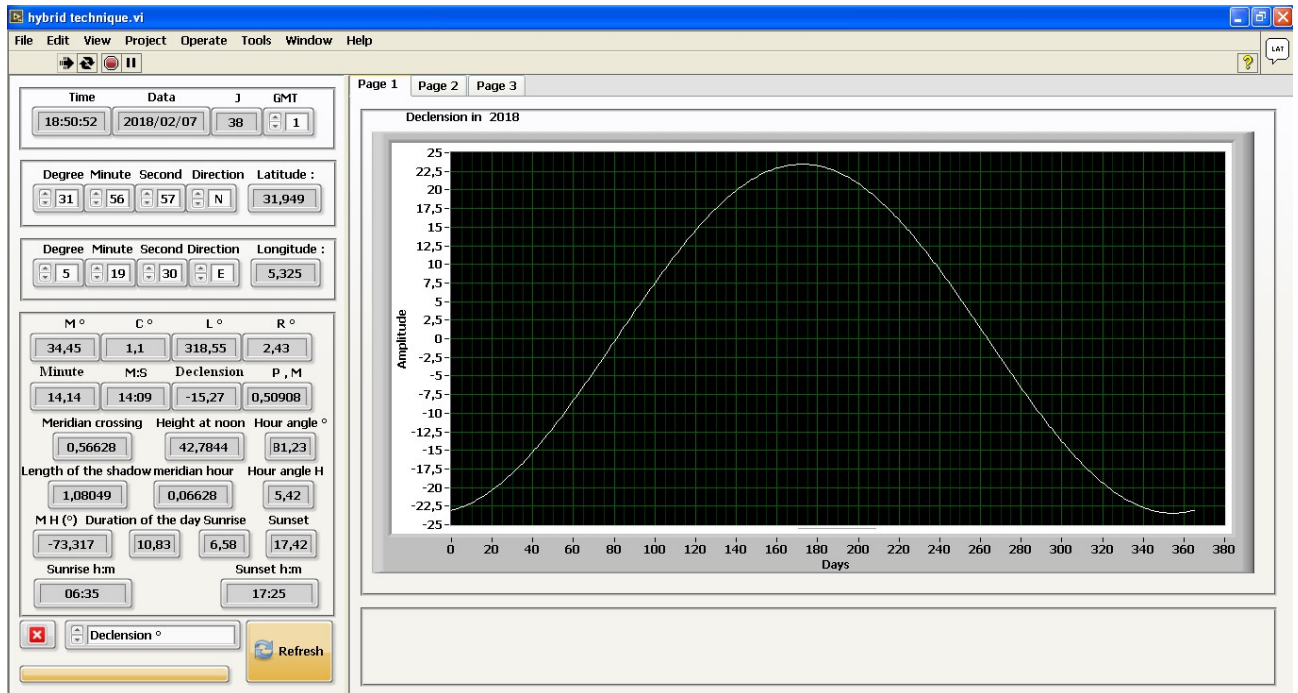 hybrid technique.vi
File Edit View Project Operate Tools Window Help
LAT
Time Data J GMT
18:50:52 2018/02/07 38 1
Degree Minute Second Direction Latitude :
31 56 57 N 31,949
Degree Minute Second Direction Longitude :
5 19 30 E 5,325
M ° C ° L ° R °
34,45 1,1 318,55 2,43
Minute M:S Declension P , M
14,14 14:09 -15,27 0,50908
Meridian crossing Height at noon Hour angle °
0,56628 42,7844 81,23
Length of the shadow meridian hour Hour angle H
1,08049 0,06628 5,42
M H (°) Duration of the day Sunrise Sunset
-73,317 10,83 6,58 17,42
Sunrise h:m Sunset h:m
06:35 17:25
Declension °
Refresh
Page 1 Page 2 Page 3
Declension in 2018
25
22,5
20
17,5
15
12,5
10
7,5
5
2,5
0
-2,5
-5
-7,5
-10
-12,5
-15
-17,5
-20
-22,5
-25
Amplitude
0 20 40 60 80 100 120 140 160 180 200 220 240 260 280 300 320 340 360 380
Days